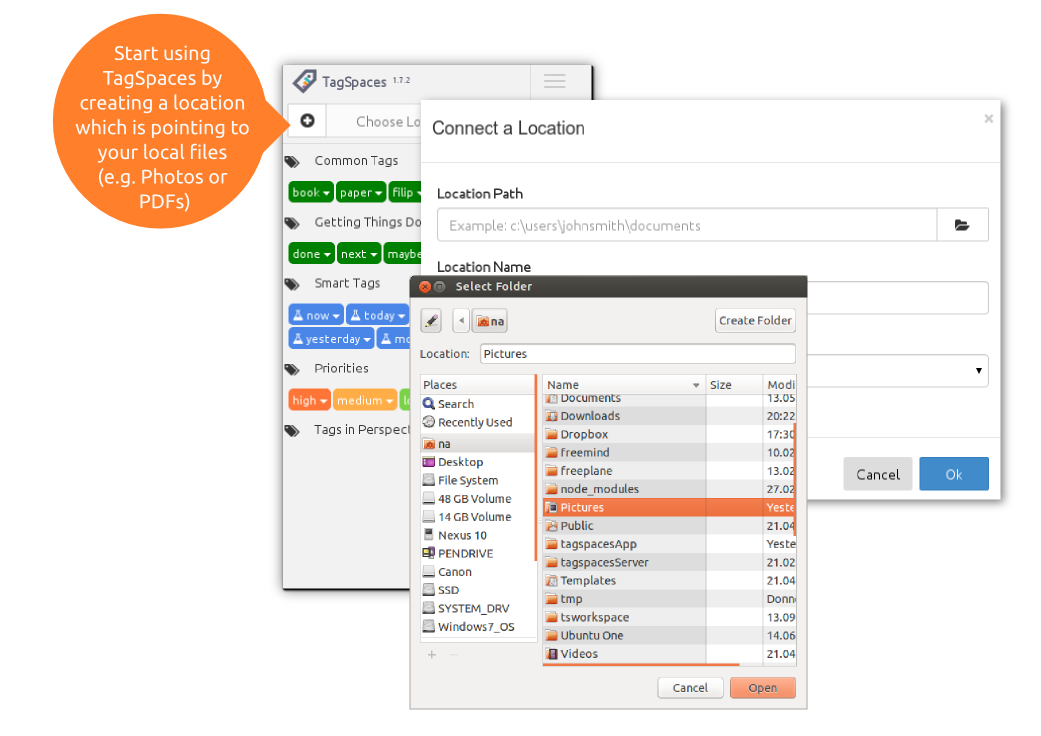 Start using
TagSpaces by
creating a location
which is pointing to
your local files
(e.g. Photos or
PDFs)
TagSpaces 1.7.2
Choose Lo
Common Tags
book paper filip
Getting Things Do
done next maybe
Smart Tags
now today
yesterday mo
Priorities
high medium lo
Tags in Perspect
Connect a Location
×
Location Path
Example: c:\users\johnsmith\documents
Location Name
Cancel Ok
Select Folder
na
Create Folder
Location: Pictures
Places
Search
Recently Used
na
Desktop
File System
48 GB Volume
14 GB Volume
Nexus 10
PENDRIVE
Canon
SSD
SYSTEM_DRV
Windows7_OS
Name Size Modi
Documents 13.05
Downloads 20:22
Dropbox 17:30
freemind 10.02
freeplane 13.02
node_modules 27.02
Pictures Yeste
Public 21.04
tagspacesApp Yeste
tagspacesServer 21.02
Templates 21.04
tmp Donn
tsworkspace 13.09
Ubuntu One 14.06
Videos 21.04
Cancel Open